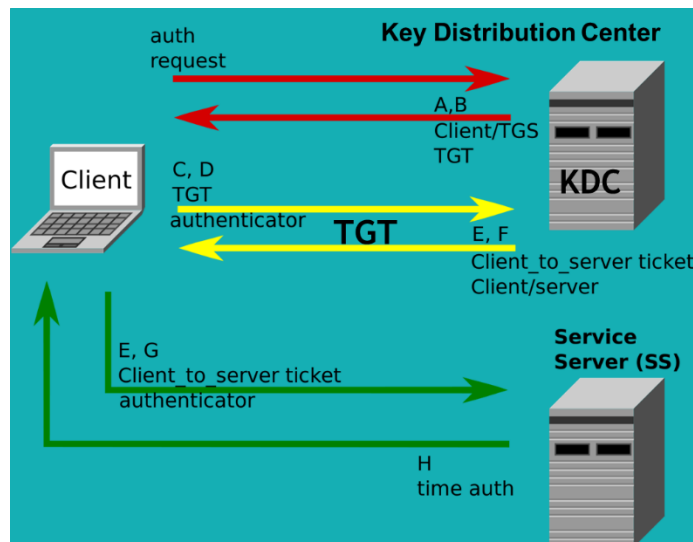 auth
request
Key Distribution Center
A,B
Client/TGS
TGT
Client
KDC
C, D
TGT
authenticator
TGT
E, F
Client_to_server ticket
Client/server
E, G
Client_to_server ticket
authenticator
Service
Server (SS)
H
time auth